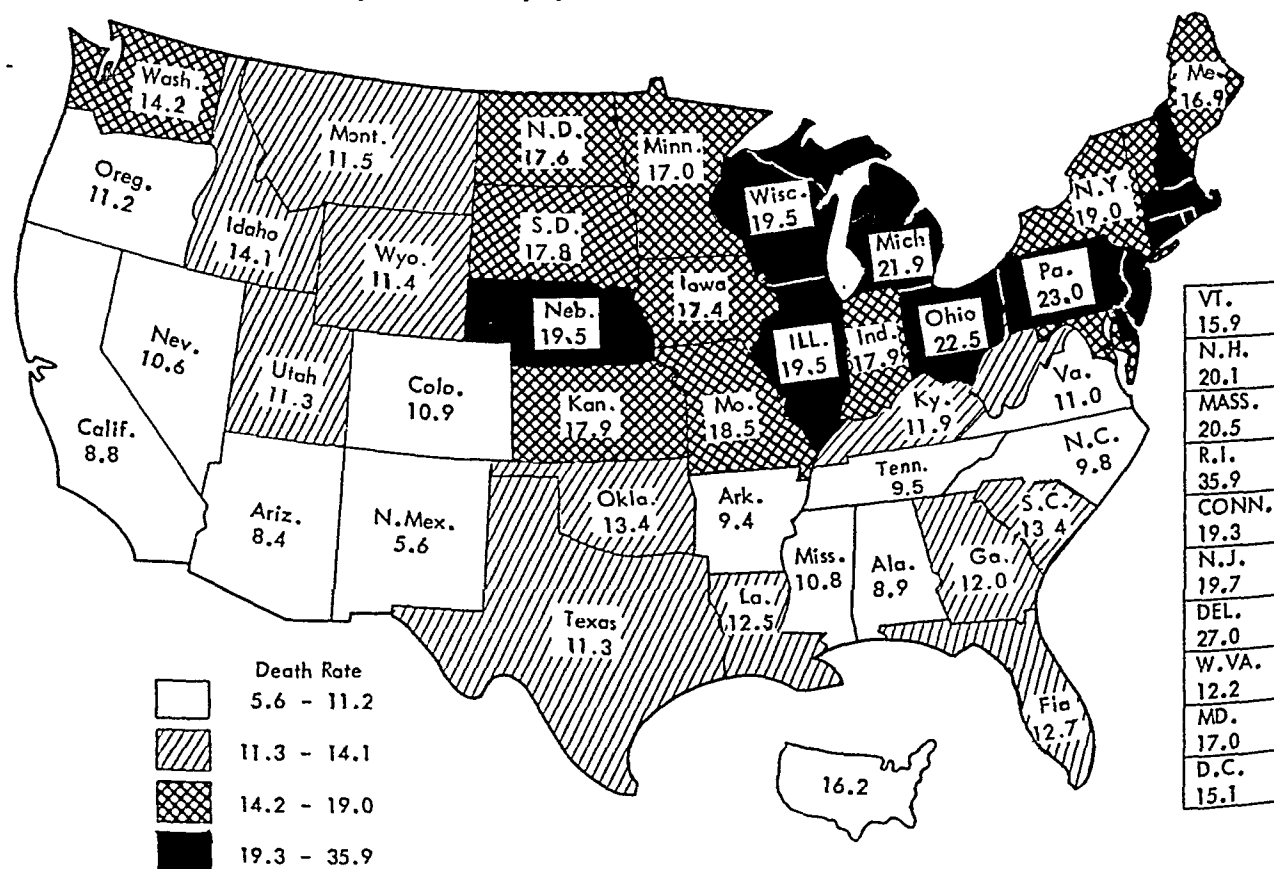 Wash.
14.2
Oreg.
11.2
Calif.
8.8
Nev.
10.6
Idaho
14.1
Mont.
11.5
Wyo.
11.4
Utah
11.3
Colo.
10.9
Ariz.
8.4
N.Mex.
5.6
N.D.
17.6
S.D.
17.8
Neb.
19.5
Kan.
17.9
Okla.
13.4
Texas
11.3
Minn.
17.0
Iowa
17.4
Mo.
18.5
Ark.
9.4
La.
12.5
Wisc.
19.5
ILL.
19.5
Mich
21.9
Ind.
17.9
Ohio
22.5
Ky.
11.9
Tenn.
9.5
Miss.
10.8
Ala.
8.9
Ga.
12.0
Fla
12.7
S.C.
13 4
N.C.
9.8
Va.
11.0
Pa.
23.0
N.Y.
19.0
Me
16.9
VT.
15.9
N.H.
20.1
MASS.
20.5
R.I.
35.9
CONN.
19.3
N.J.
19.7
DEL.
27.0
W.VA.
12.2
MD.
17.0
D.C.
15.1
Death Rate
5.6 - 11.2
11.3 - 14.1
14.2 - 19.0
19.3 - 35.9
16.2